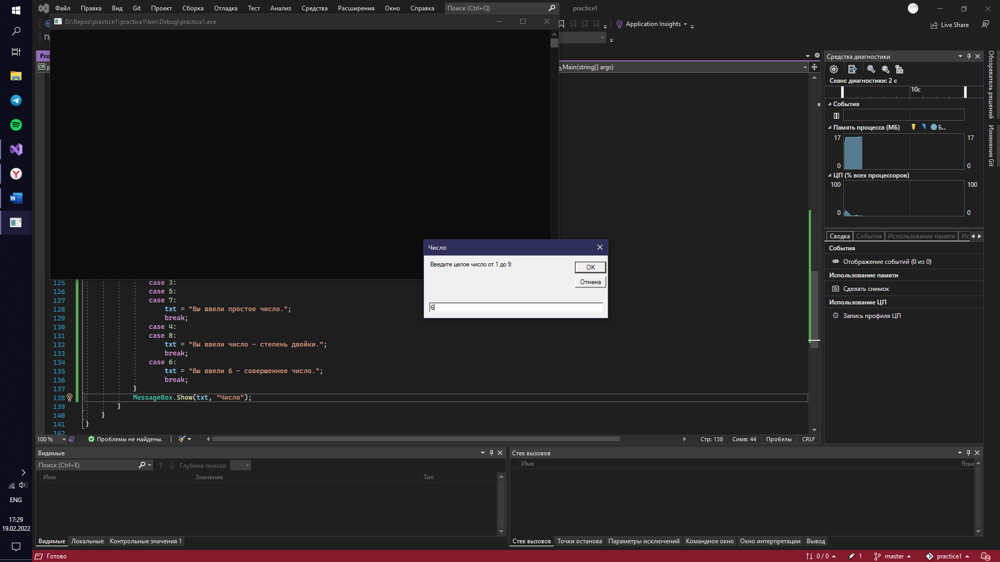 Файл Правка Вид Git Проект Сборка Отладка Тест Анализ Средства Расширения Окно Справка Поиск (Ctrl+Q) practice1
D:\Repos\practice1\practice1\bin\Debug\practice1.exe
Application Insights
Live Share
Pro
C#
Main(string[] args)
Число
Введите целое число от 1 до 9:
OK
Отмена
6
125 case 3:
126 case 5:
127 case 7:
128 txt = "Вы ввели простое число.";
129 break;
130 case 4:
131 case 8:
132 txt = "Вы ввели число - степень двойки.";
133 break;
134 case 6:
135 txt = "Вы ввели 6 - совершенное число.";
136 break;
137 }
138 MessageBox.Show(txt, "Число");
139 }
140 }
141 }
142
100 % Проблемы не найдены. Стр: 138 Симв: 44 Пробелы CRLF
Средства диагностики
Сеанс диагностики: 2 с
10с
События
Память процесса (МБ) Б...
17 17
0 0
ЦП (% всех процессоров)
100 100
0 0
Сводка События Использование памяти Ис
События
Отображение событий (0 из 0)
Использование памяти
Сделать снимок
Использование ЦП
Запись профиля ЦП
Обозреватель решений
Изменения Git
Видимые
Поиск (Ctrl+E) Глубина поиска:
Имя Значение Тип
Видимые Локальные Контрольные значения 1
Стек вызовов
Имя Язык
Стек вызовов Точки останова Параметры исключений Командное окно Окно интерпретации Вывод
ENG
17:29
19.02.2022
Готово 0 / 0 1 master practice1 2